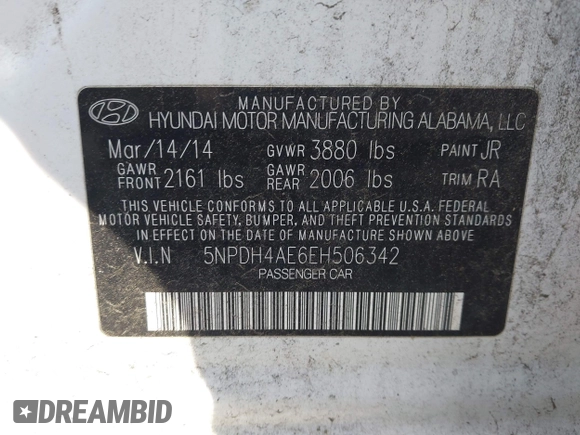 MANUFACTURED BY
HYUNDAI MOTOR MANUFACTURING ALABAMA, LLC
Mar/14/14 GVWR 3880 lbs PAINT JR
GAWR FRONT 2161 lbs GAWR REAR 2006 lbs TRIM RA
THIS VEHICLE CONFORMS TO ALL APPLICABLE U.S.A. FEDERAL
MOTOR VEHICLE SAFETY, BUMPER, AND THEFT PREVENTION STANDARDS
IN EFFECT ON THE DATE OF MANUFACTURE SHOWN ABOVE.
V.I.N 5NPDH4AE6EH506342
PASSENGER CAR
DREAMBID